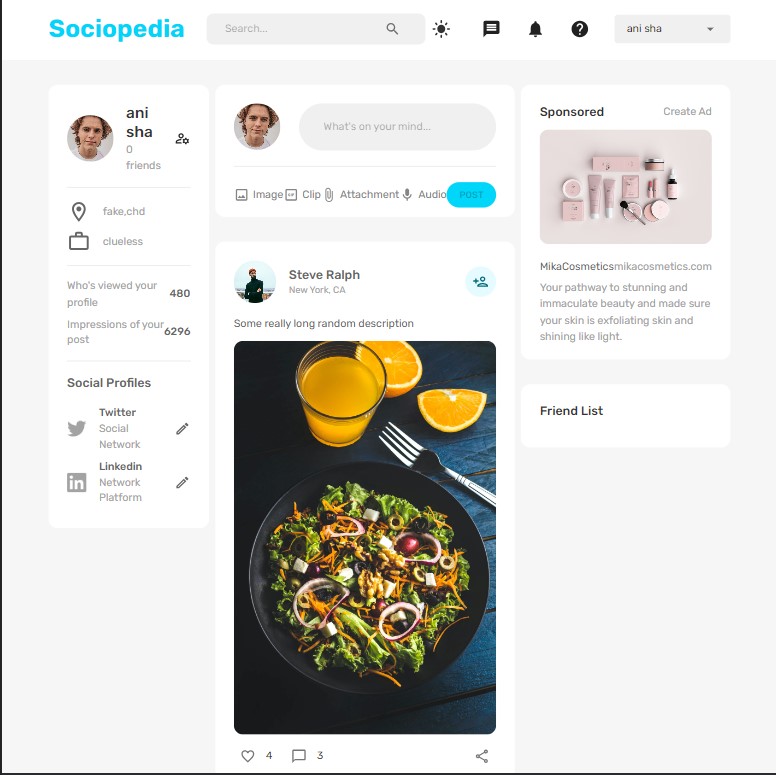 Sociopedia
Search...
ani sha
ani
sha
0
friends
fake,chd
clueless
Who's viewed your
profile
480
Impressions of your
post
6296
Social Profiles
Twitter
Social
Network
Linkedin
Network
Platform
What's on your mind...
Image Clip Attachment Audio POST
Steve Ralph
New York, CA
Some really long random description
4 3
Sponsored Create Ad
MikaCosmetics mikacosmetics.com
Your pathway to stunning and
immaculate beauty and made sure
your skin is exfoliating skin and
shining like light.
Friend List